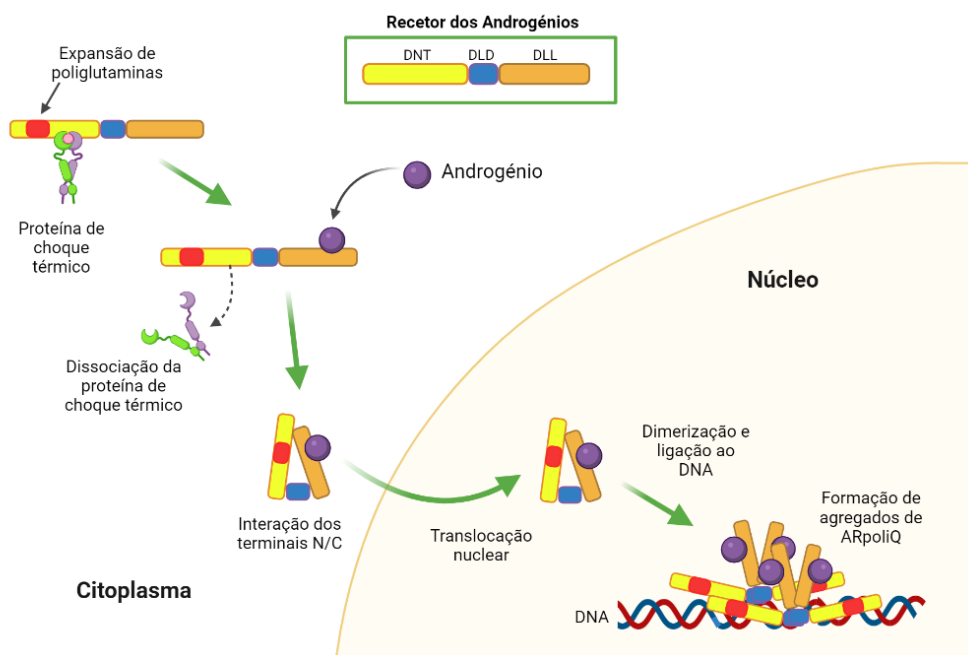 Recetor dos Androgénios
DNT DLD DLL
Expansão de
poliglutaminas
Proteína de
choque
térmico
Androgénio
Dissociação da
proteína de
choque térmico
Núcleo
Interação dos
terminais N/C
Translocação
nuclear
Dimerização e
ligação ao
DNA
Formação de
agregados de
ARpoliQ
Citoplasma
DNA